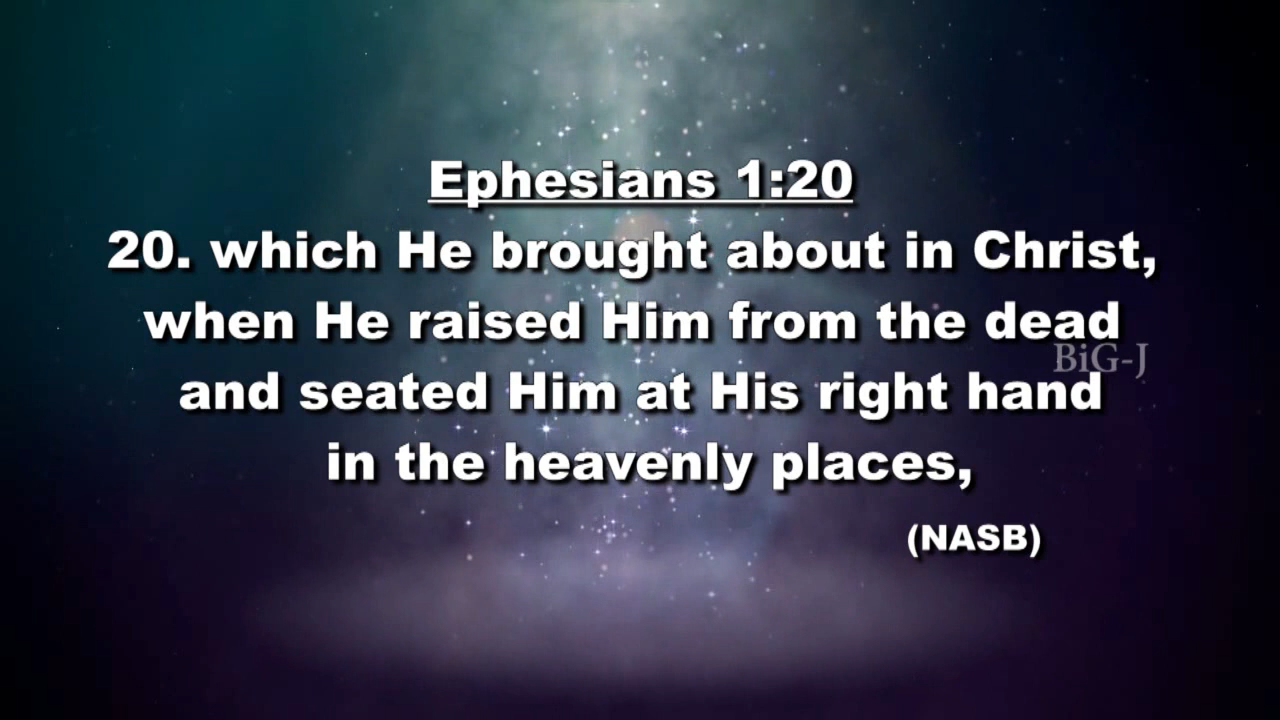 Ephesians 1:20
20. which He brought about in Christ,
when He raised Him from the dead
BiG-J
and seated Him at His right hand
in the heavenly places,
(NASB)